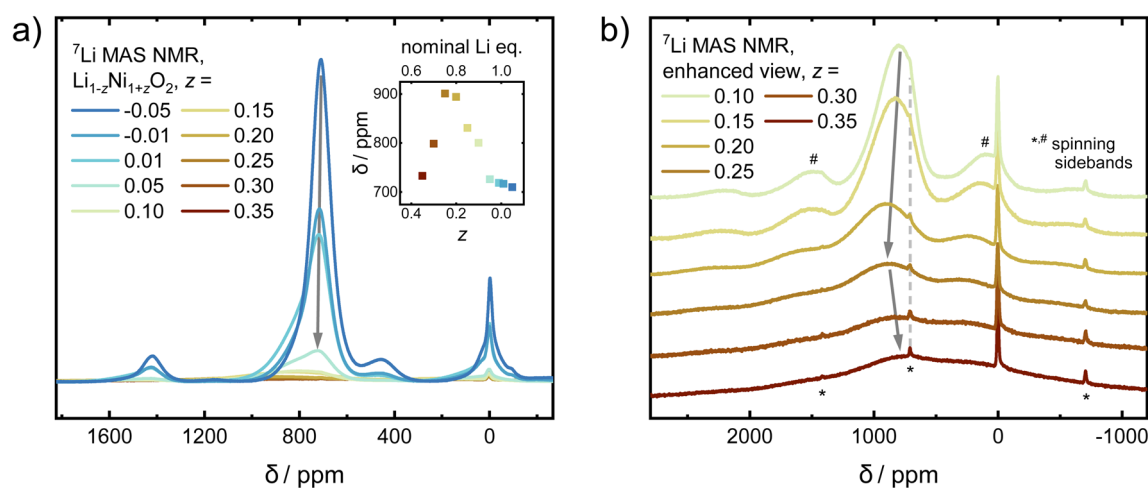 a)
⁷Li MAS NMR,
Li₁₋zNi₁₊zO₂, z =
-0.05
-0.01
0.01
0.05
0.10
0.15
0.20
0.25
0.30
0.35
nominal Li eq.
0.6 0.8 1.0
900
800
700
δ / ppm
0.4 0.2 0.0
z
1600 1200 800 400 0
δ / ppm
b)
⁷Li MAS NMR,
enhanced view, z =
0.10
0.15
0.20
0.25
0.30
0.35
#
#
*,# spinning
sidebands
*
*
*
2000 1000 0 -1000
δ / ppm